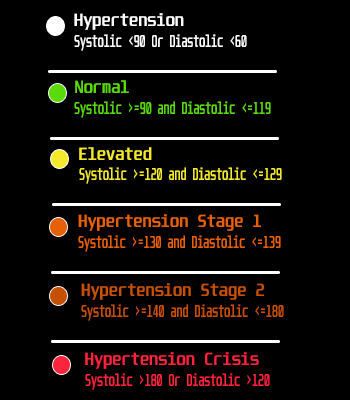 Hypertension
Systolic <90 Or Diastolic <60
Normal
Systolic >=90 and Diastolic <=119
Elevated
Systolic >=120 and Diastolic <=129
Hypertension Stage 1
Systolic >=130 and Diastolic <=139
Hypertension Stage 2
Systolic >=140 and Diastolic <=180
Hypertension Crisis
Systolic >180 Or Diastolic >120